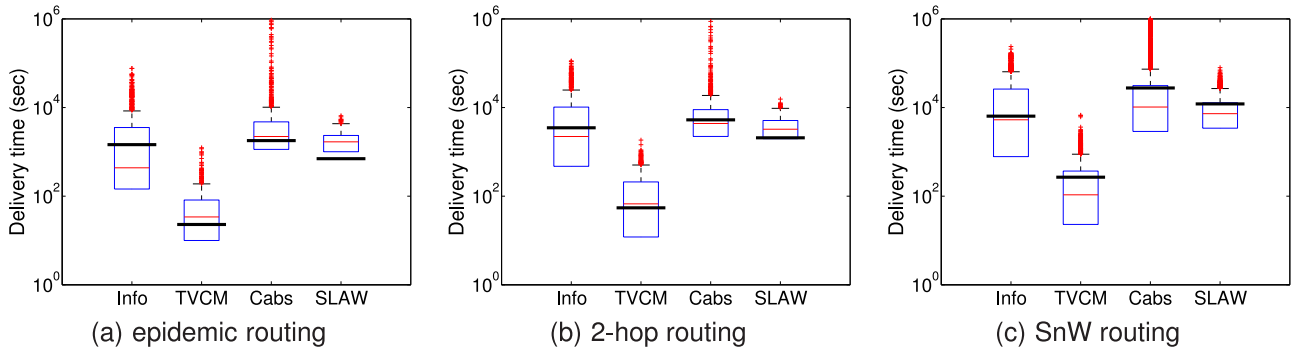 Delivery time (sec)
10^6
10^4
10^2
10^0
Info TVCM Cabs SLAW
(a) epidemic routing
Delivery time (sec)
10^6
10^4
10^2
10^0
Info TVCM Cabs SLAW
(b) 2-hop routing
Delivery time (sec)
10^6
10^4
10^2
10^0
Info TVCM Cabs SLAW
(c) SnW routing